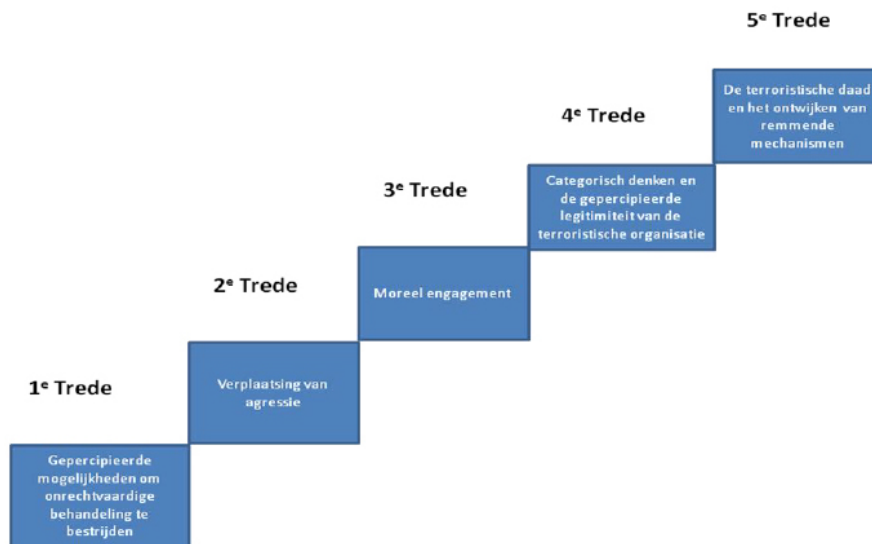 5e Trede
De terroristische daad
en het ontwijken van
remmende
mechanismen
4e Trede
Categorisch denken en
de gepercipieerde
legitimiteit van de
terroristische organisatie
3e Trede
Moreel engagement
2e Trede
Verplaatsing van
agressie
1e Trede
Gepercipieerde
mogelijkheden om
onrechtvaardige
behandeling te
bestrijden